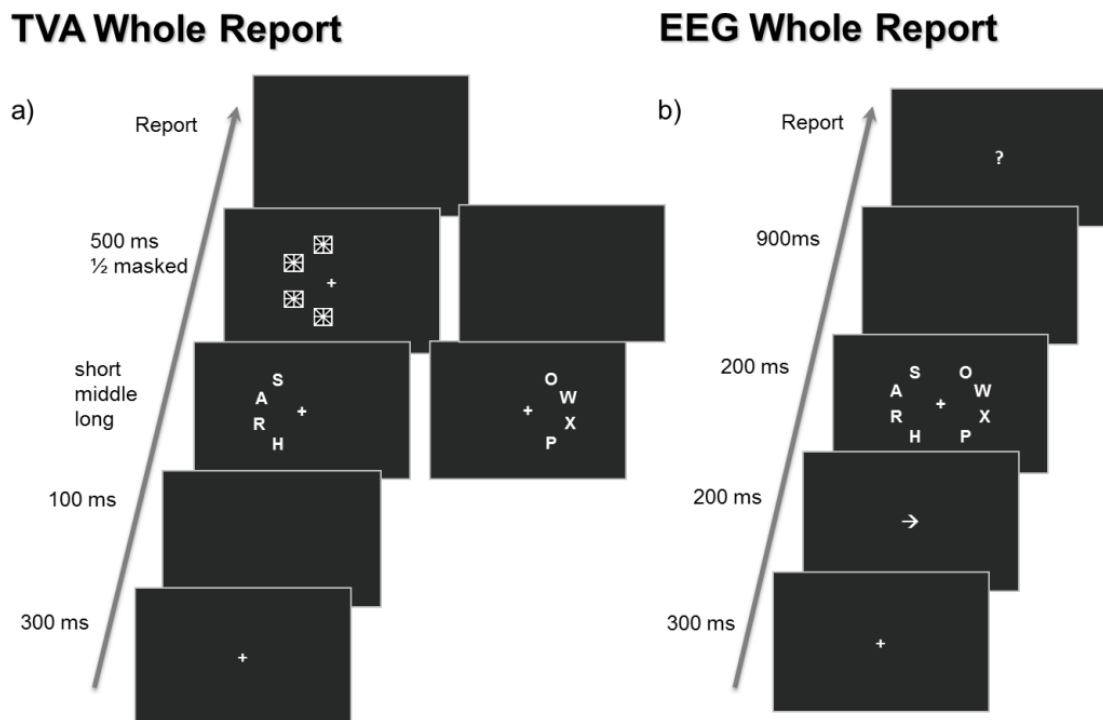 TVA Whole Report
EEG Whole Report
a)
Report
500 ms
½ masked
+
short
middle
long
S
A
R
H
+
O
W
X
P
+
100 ms
300 ms
+
b)
Report
?
900ms
200 ms
S O
A W
+
R X
H P
200 ms
→
300 ms
+